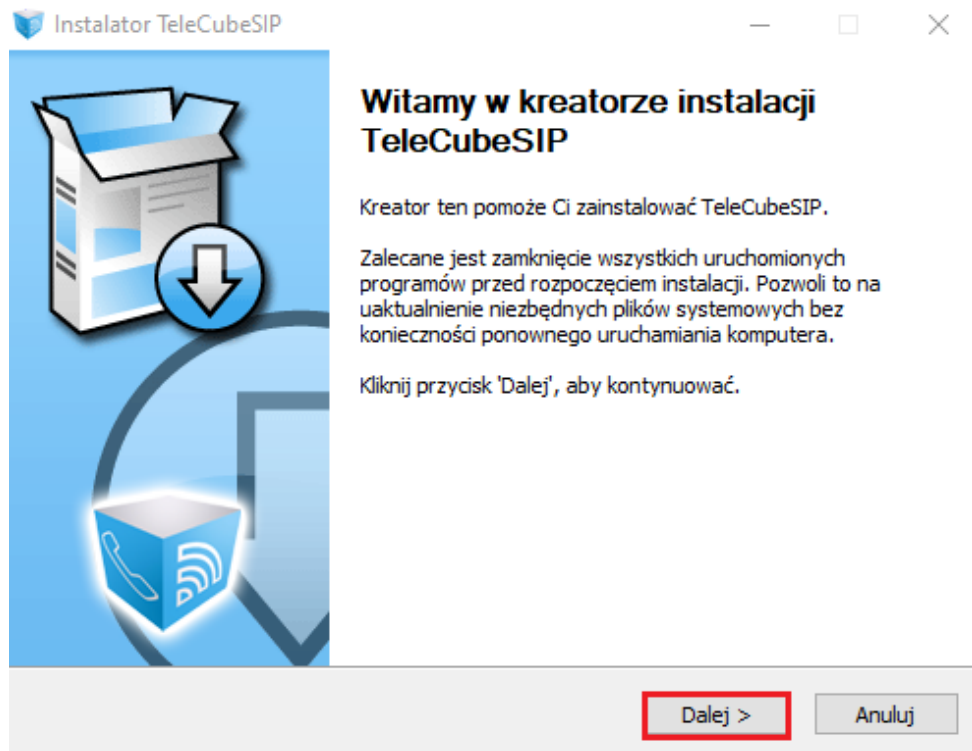 Instalator TeleCubeSIP
Witamy w kreatorze instalacji
TeleCubeSIP
Kreator ten pomoże Ci zainstalować TeleCubeSIP.
Zalecane jest zamknięcie wszystkich uruchomionych
programów przed rozpoczęciem instalacji. Pozwoli to na
uaktualnienie niezbędnych plików systemowych bez
konieczności ponownego uruchamiania komputera.
Kliknij przycisk 'Dalej', aby kontynuować.
Dalej >
Anuluj